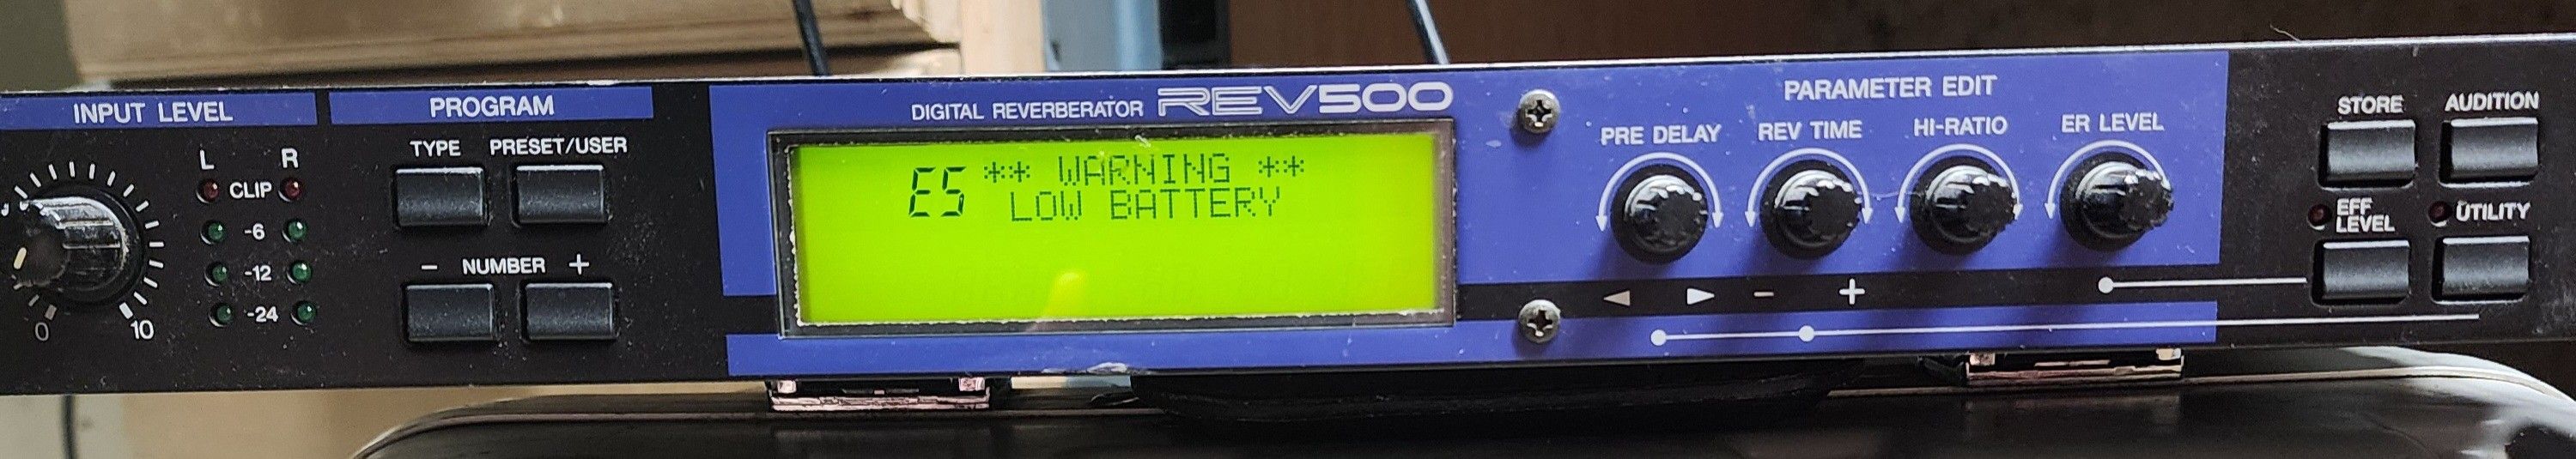 INPUT LEVEL
L R
CLIP
-6
-12
-24
0 10
PROGRAM
TYPE PRESET/USER
- NUMBER +
DIGITAL REVERBERATOR REV500
E5 ** WARNING **
LOW BATTERY
PARAMETER EDIT
PRE DELAY REV TIME HI-RATIO ER LEVEL
- +
STORE AUDITION
EFF LEVEL UTILITY